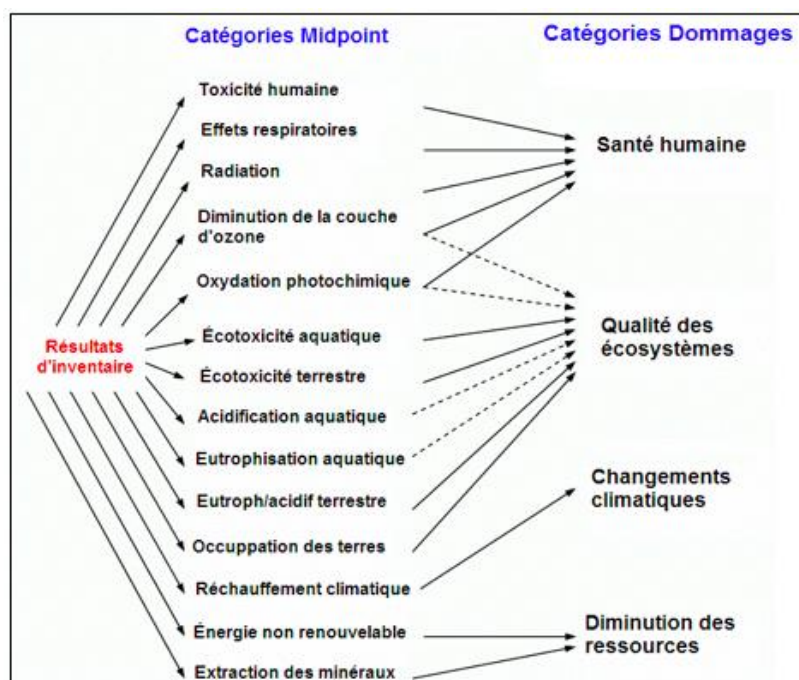 Catégories Midpoint
Catégories Dommages
Toxicité humaine
Effets respiratoires
Radiation
Diminution de la couche
d'ozone
Oxydation photochimique
Écotoxicité aquatique
Écotoxicité terrestre
Acidification aquatique
Eutrophisation aquatique
Eutroph/acidif terrestre
Occuppation des terres
Réchauffement climatique
Énergie non renouvelable
Extraction des minéraux
Résultats
d'inventaire
Santé humaine
Qualité des
écosystèmes
Changements
climatiques
Diminution des
ressources